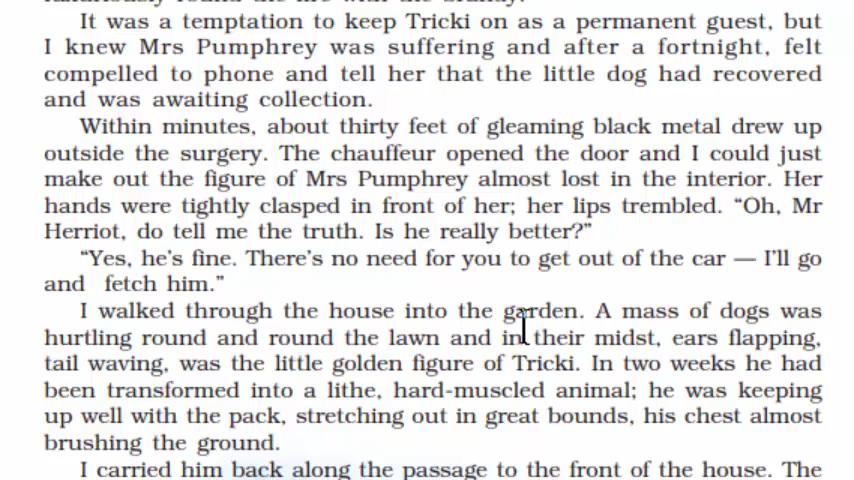 It was a temptation to keep Tricki on as a permanent guest, but
I knew Mrs Pumphrey was suffering and after a fortnight, felt
compelled to phone and tell her that the little dog had recovered
and was awaiting collection.
Within minutes, about thirty feet of gleaming black metal drew up
outside the surgery. The chauffeur opened the door and I could just
make out the figure of Mrs Pumphrey almost lost in the interior. Her
hands were tightly clasped in front of her; her lips trembled. “Oh, Mr
Herriot, do tell me the truth. Is he really better?”
“Yes, he’s fine. There’s no need for you to get out of the car — I’ll go
and fetch him.”
I walked through the house into the garden. A mass of dogs was
hurtling round and round the lawn and in their midst, ears flapping,
tail waving, was the little golden figure of Tricki. In two weeks he had
been transformed into a lithe, hard-muscled animal; he was keeping
up well with the pack, stretching out in great bounds, his chest almost
brushing the ground.
I carried him back along the passage to the front of the house. The